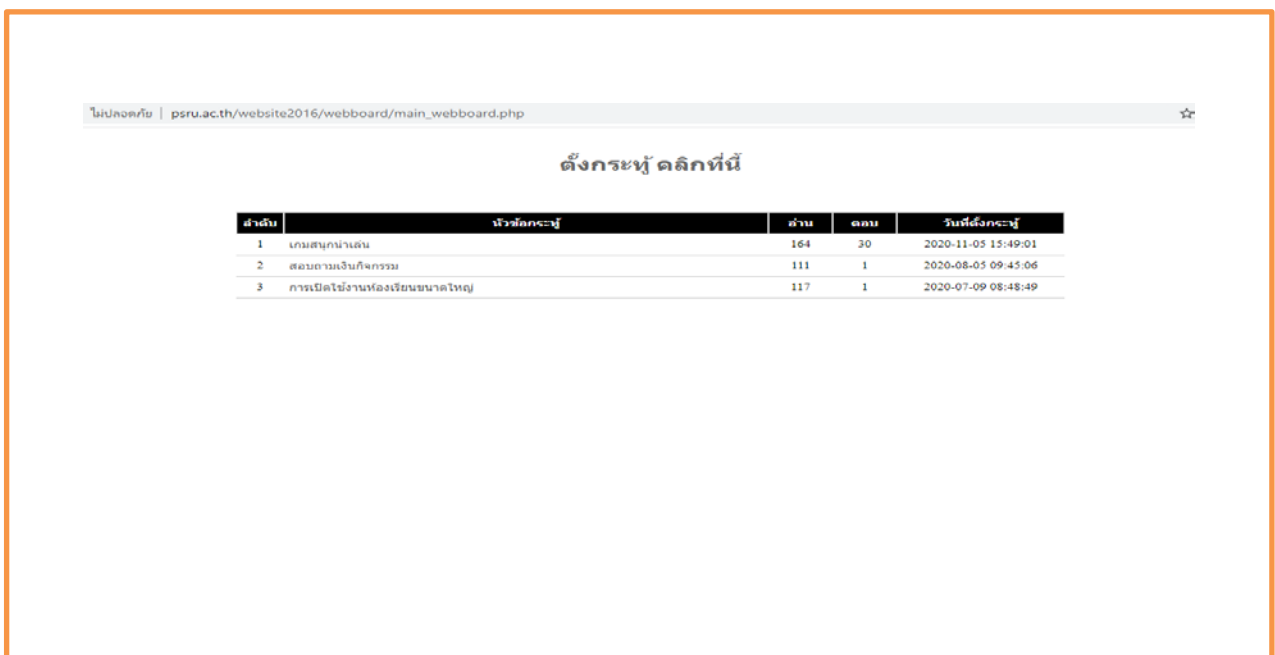 ไม่ปลอดภัย | psru.ac.th/website2016/webboard/main_webboard.php
ตั้งกระทู้ คลิกที่นี่
ลำดับ หัวข้อกระทู้ อ่าน ตอบ วันที่ตั้งกระทู้
1 เกมสนุกน่าเล่น 164 30 2020-11-05 15:49:01
2 สอบถามเงินกิจกรรม 111 1 2020-08-05 09:45:06
3 การเปิดใช้งานห้องเรียนขนาดใหญ่ 117 1 2020-07-09 08:48:49